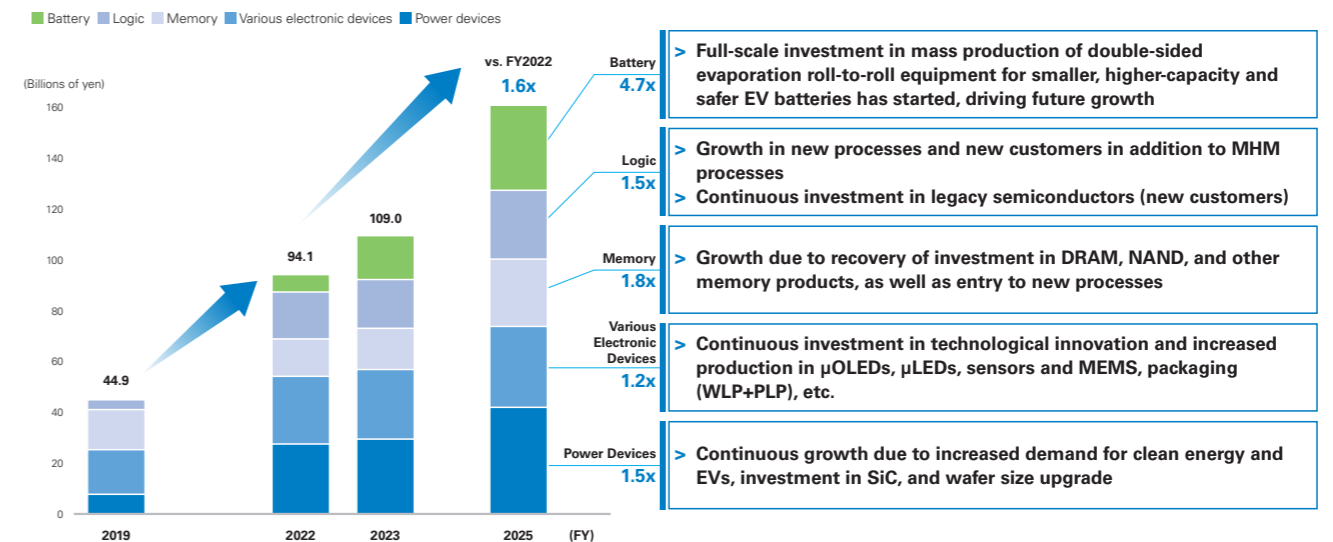 Battery Logic Memory Various electronic devices Power devices
(Billions of yen)
160
140
120
100
80
60
40
20
0
44.9
94.1
109.0
vs. FY2022
1.6x
2019 2022 2023 2025 (FY)
Battery
4.7x
> Full-scale investment in mass production of double-sided
evaporation roll-to-roll equipment for smaller, higher-capacity and
safer EV batteries has started, driving future growth
Logic
1.5x
> Growth in new processes and new customers in addition to MHM
processes
> Continuous investment in legacy semiconductors (new customers)
Memory
1.8x
> Growth due to recovery of investment in DRAM, NAND, and other
memory products, as well as entry to new processes
Various
Electronic
Devices
1.2x
> Continuous investment in technological innovation and increased
production in μOLEDs, μLEDs, sensors and MEMS, packaging
(WLP+PLP), etc.
Power Devices
1.5x
> Continuous growth due to increased demand for clean energy and
EVs, investment in SiC, and wafer size upgrade